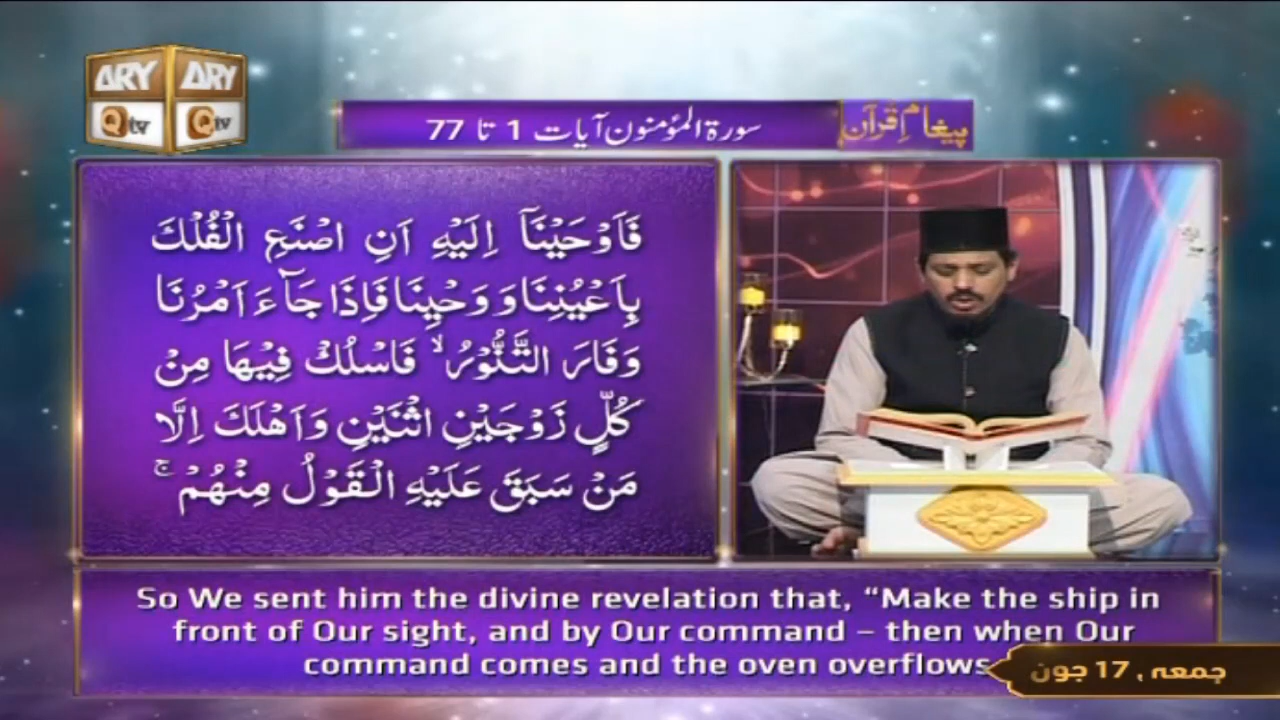 ARY ARY
Qtv Qtv
پیغامِ قرآن
سورۃ المؤمنون آیات 1 تا 77
فَاَوْحَيْنَاۤ اِلَيْهِ اَنِ اصْنَعِ الْفُلْكَ
بِاَعْيُنِنَا وَ وَحْيِنَا فَاِذَا جَآءَ اَمْرُنَا
وَفَارَ التَّنُّوْرُ ۙ فَاسْلُكْ فِيْهَا مِنْ
كُلٍّ زَوْجَيْنِ اثْنَيْنِ وَاَهْلَكَ اِلَّا
مَنْ سَبَقَ عَلَيْهِ الْقَوْلُ مِنْهُمْ ۚ
So We sent him the divine revelation that, “Make the ship in
front of Our sight, and by Our command – then when Our
command comes and the oven overflows
جمعہ , 17 جون